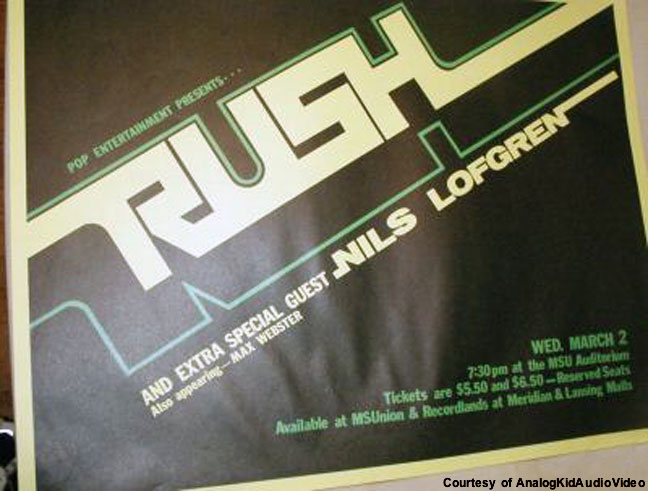 POP ENTERTAINMENT PRESENTS...
RUSH
AND EXTRA SPECIAL GUEST NILS LOFGREN
Also appearing—MAX WEBSTER
WED. MARCH 2
7:30pm at the MSU Auditorium
Tickets are $5.50 and $6.50—Reserved Seats
Available at MSUnion & Recordlands at Meridian & Lansing Malls
Courtesy of AnalogKidAudioVideo